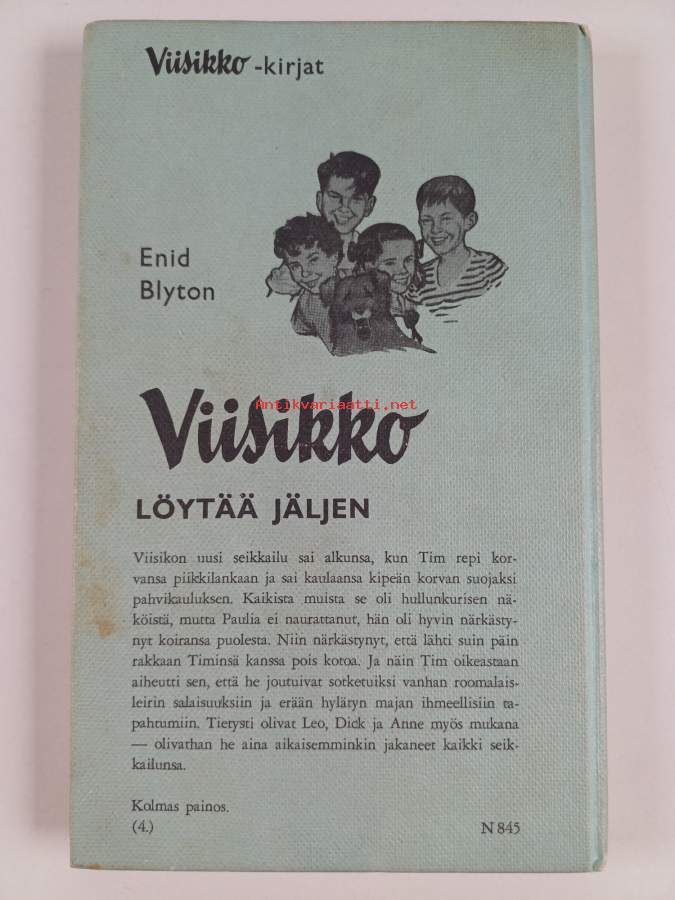 Viisikko -kirjat
Enid
Blyton
Antikvariaatti.net
Viisikko
LÖYTÄÄ JÄLJEN
Viisikon uusi seikkailu sai alkunsa, kun Tim repi kor-
vansa piikkilankaan ja sai kaulaansa kipeän korvan suojaksi
pahvikauluksen. Kaikista muista se oli hullunkurisen nä-
köistä, mutta Paulia ei naurattanut, hän oli hyvin närkästy-
nyt koiransa puolesta. Niin närkästynyt, että lähti suin päin
rakkaan Timinsä kanssa pois kotoa. Ja näin Tim oikeastaan
aiheutti sen, että he joutuivat sotketuiksi vanhan roomalais-
leirin salaisuuksiin ja erään hylätyn majan ihmeellisiin ta-
pahtumiin. Tietysti olivat Leo, Dick ja Anne myös mukana
— olivathan he aina aikaisemminkin jakaneet kaikki seik-
kailunsa.
Kolmas painos.
(4.) N 845